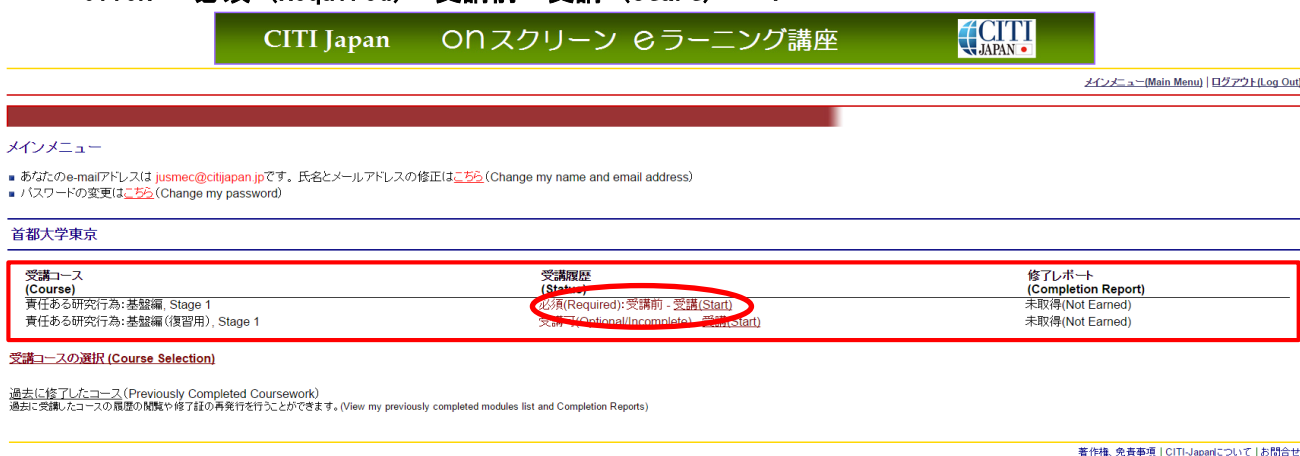 必須 (Required): 受講前 - 受講 (Start)
CITI Japan onスクリーン eラーニング講座
CITI JAPAN
メインメニュー(Main Menu) | ログアウト(Log Out)
メインメニュー
あなたのe-mailアドレスは jusmec@citijapan.jpです。氏名とメールアドレスの修正はこちら(Change my name and email address)
パスワードの変更はこちら(Change my password)
首都大学東京
受講コース 受講履歴 修了レポート
(Course) (Status) (Completion Report)
責任ある研究行為:基盤編, Stage 1 必須(Required):受講前 - 受講(Start) 未取得(Not Earned)
責任ある研究行為:基盤編(復習用), Stage 1 受講可(Optional/Incomplete) - 受講(Start) 未取得(Not Earned)
受講コースの選択 (Course Selection)
過去に修了したコース(Previously Completed Coursework)
過去に受講したコースの履歴の閲覧や修了証の再発行を行うことができます。(View my previously completed modules list and Completion Reports)
著作権、免責事項 | CITI-Japanについて | お問合せ